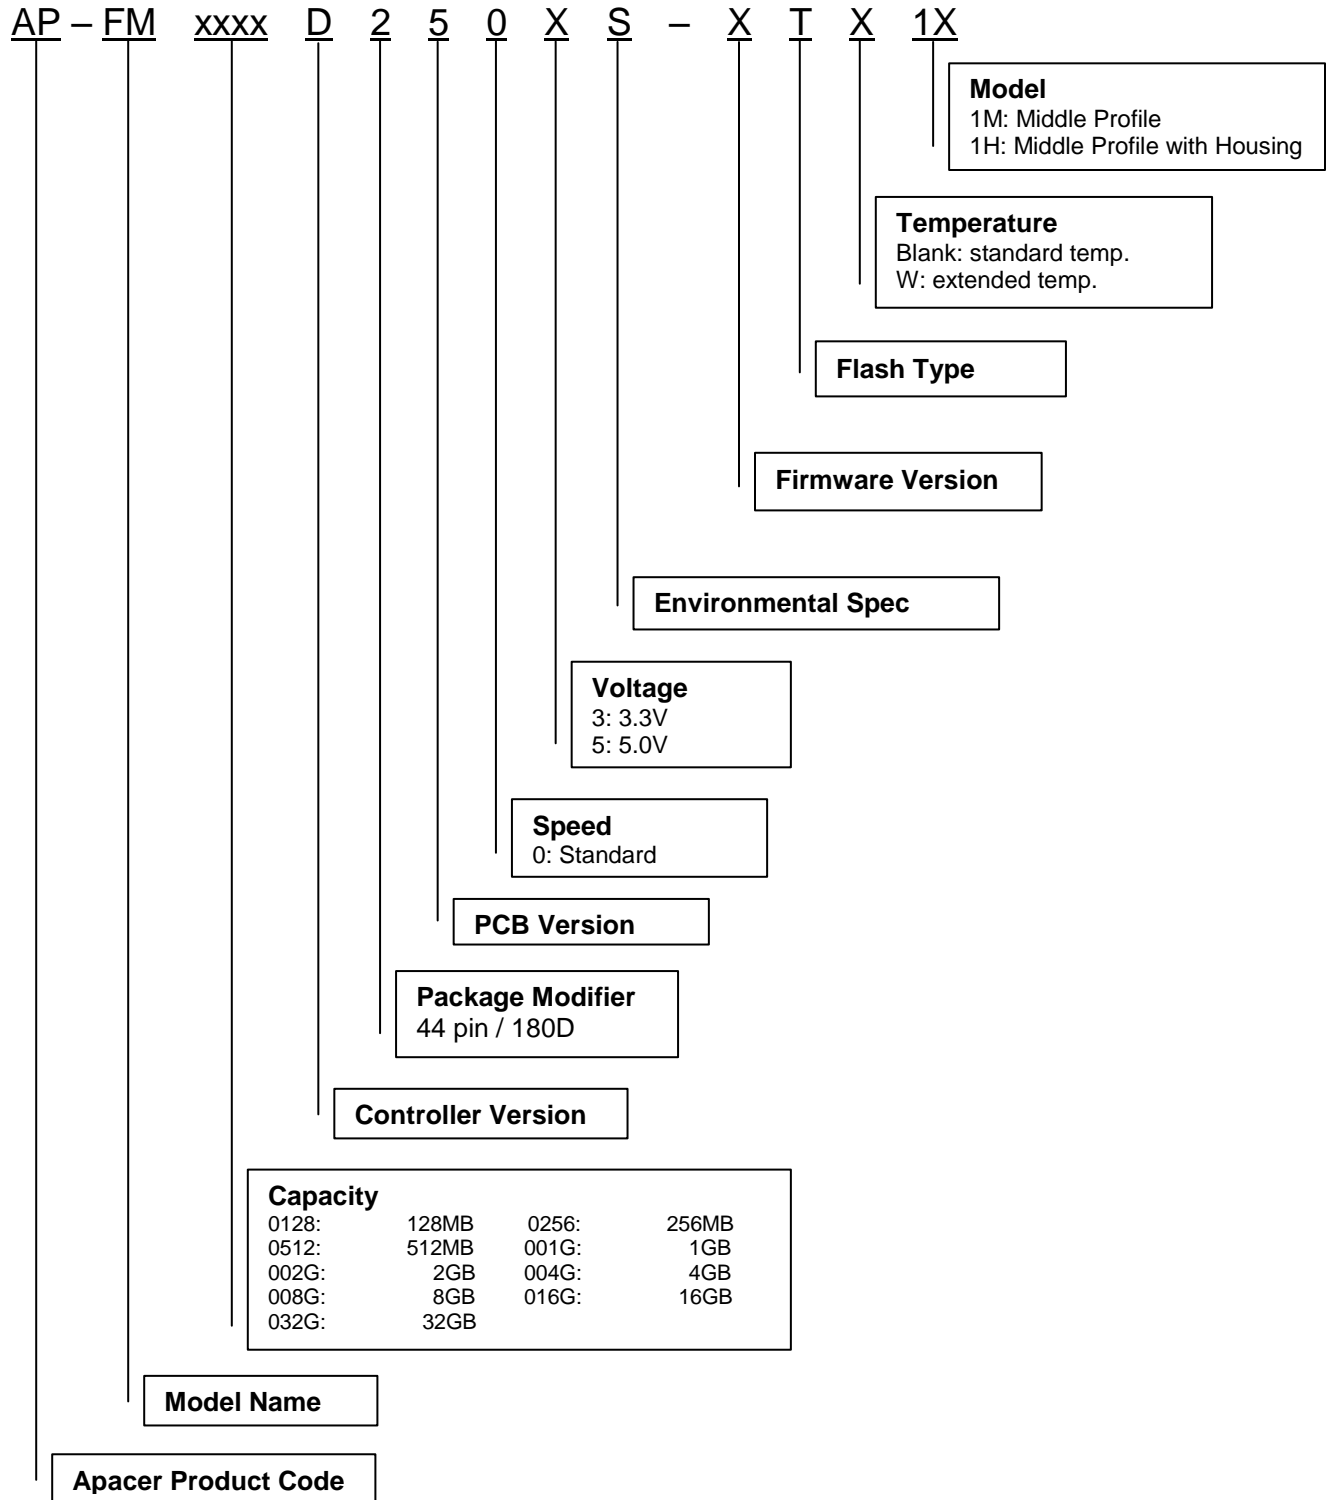 AP – FM xxxx D 2 5 0 X S – X T X 1X
Model
1M: Middle Profile
1H: Middle Profile with Housing
Temperature
Blank: standard temp.
W: extended temp.
Flash Type
Firmware Version
Environmental Spec
Voltage
3: 3.3V
5: 5.0V
Speed
0: Standard
PCB Version
Package Modifier
44 pin / 180D
Controller Version
Capacity
0128: 128MB 0256: 256MB
0512: 512MB 001G: 1GB
002G: 2GB 004G: 4GB
008G: 8GB 016G: 16GB
032G: 32GB
Model Name
Apacer Product Code